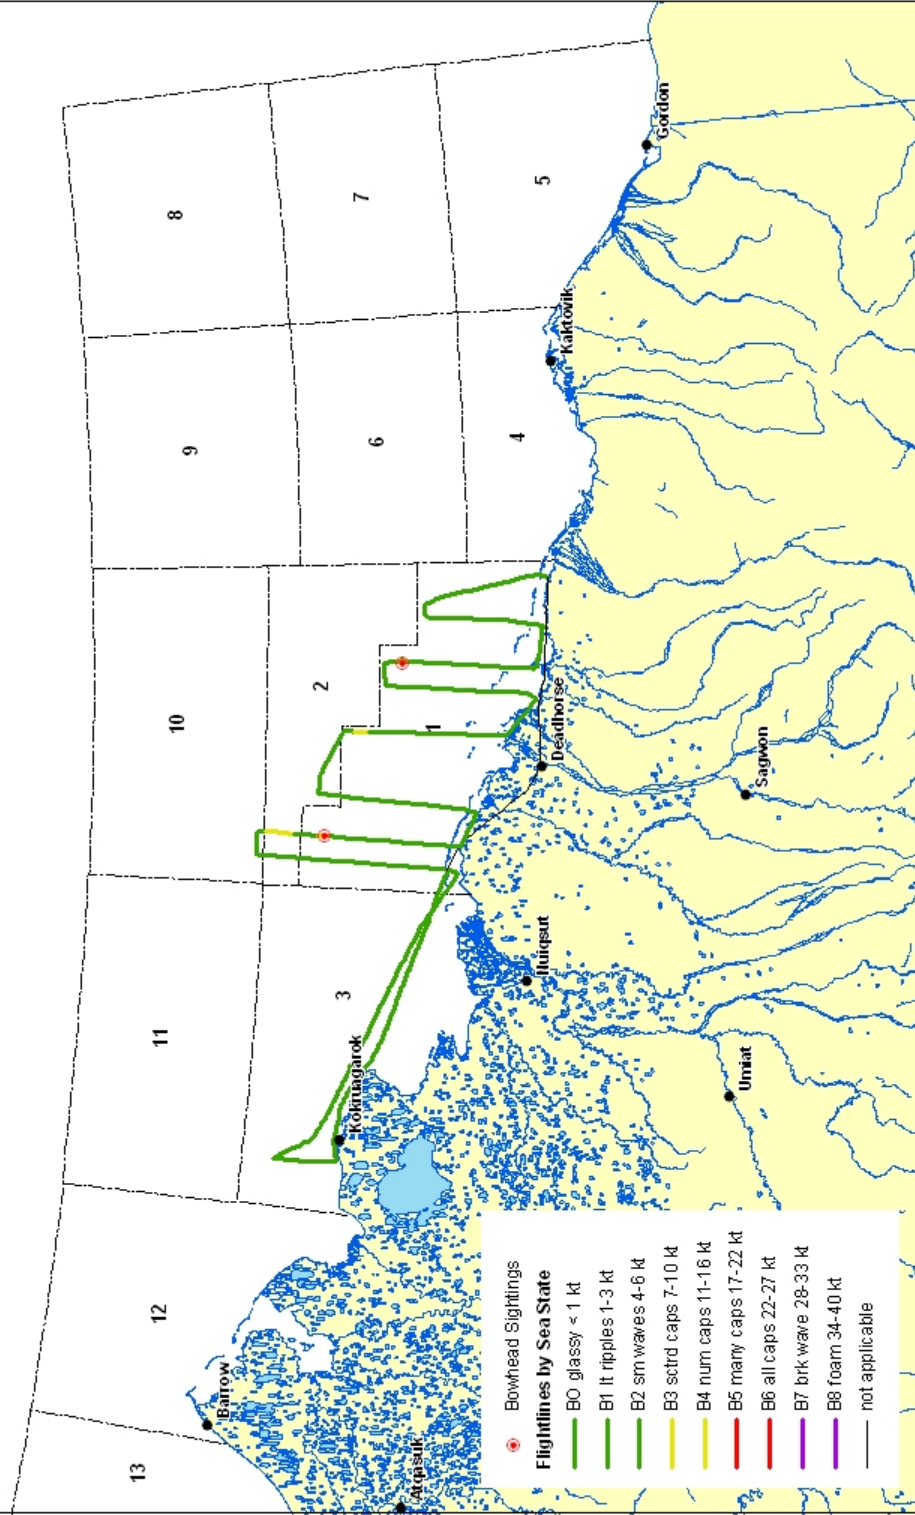 13
12
11
10
9
8
7
6
5
4
3
2
1
Barrow
Atqasuk
Kokruagarok
Nuiqsut
Umiat
Deadhorse
Sagwon
Kaktovik
Gordon
Bowhead Sightings
Flightlines by Sea State
B0 glassy < 1 kt
B1 lt ripples 1-3 kt
B2 sm waves 4-6 kt
B3 sctrd caps 7-10 kt
B4 num caps 11-16 kt
B5 many caps 17-22 kt
B6 all caps 22-27 kt
B7 brk wave 28-33 kt
B8 foam 34-40 kt
not applicable